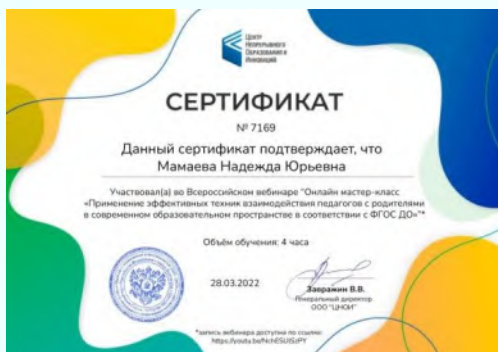 Центр
Непрерывного
Образования и
Инноваций
СЕРТИФИКАТ
№ 7169
Данный сертификат подтверждает, что
Мамаева Надежда Юрьевна
Участвовал(а) во Всероссийском вебинаре "Онлайн мастер-класс
«Применение эффективных техник взаимодействия педагогов с родителями
в современном образовательном пространстве в соответствии с ФГОС ДО»"*
Объём обучения: 4 часа
28.03.2022
Завражин В.В.
Генеральный директор
ООО "ЦНОИ"
*запись вебинара доступна по ссылке: